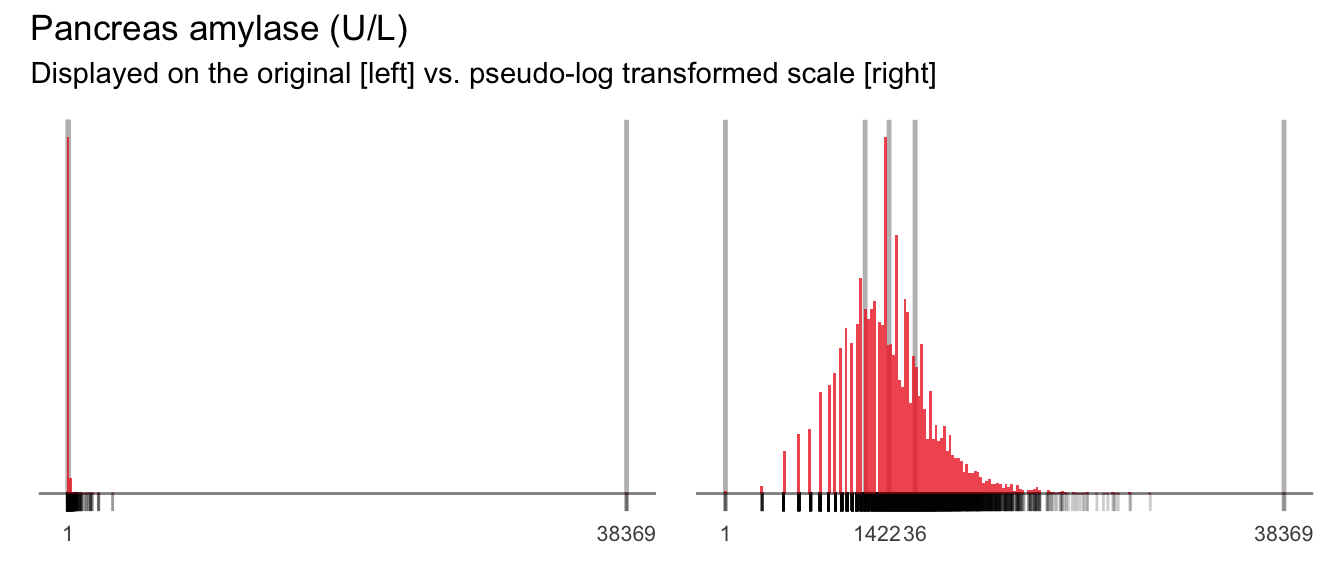 Pancreas amylase (U/L)
Displayed on the original [left] vs. pseudo-log transformed scale [right]
1 38369 1 14 22 36 38369